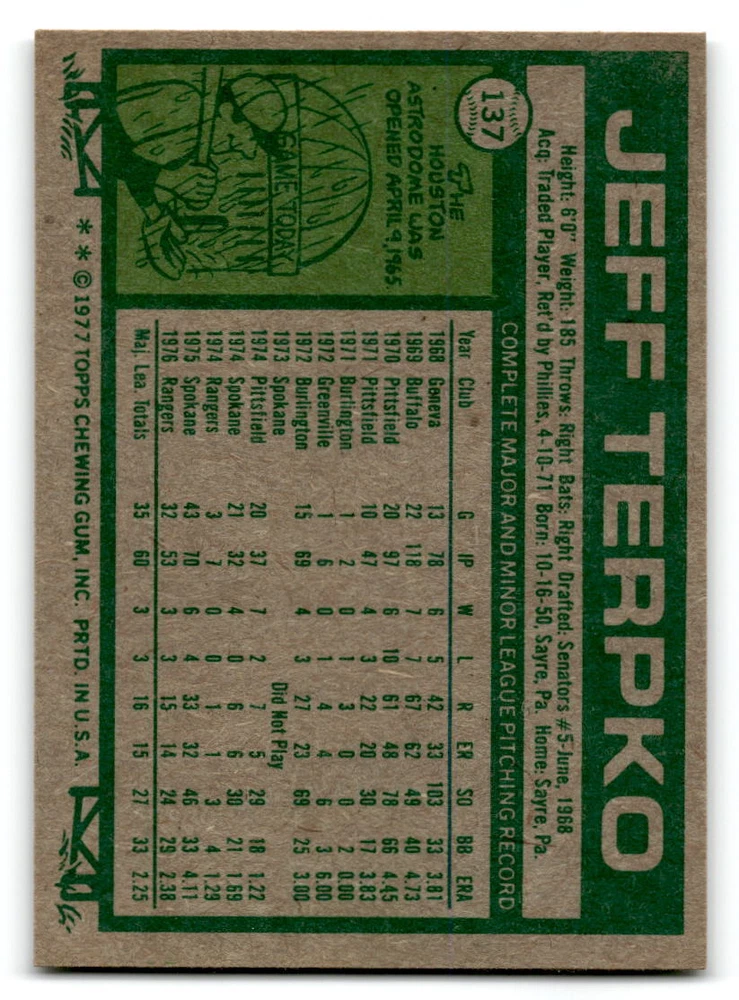 JEFF TERPKO
137
Height: 6'0" Weight: 185 Throws: Right Bats: Right Drafted: Senators #5-June, 1968
Acq: Traded Player, Ret'd by Phillies, 4-10-71 Born: 10-16-50, Sayre, Pa. Home: Sayre, Pa.
THE
HOUSTON
ASTRODOME WAS
OPENED APRIL 9, 1965.
GAME TODAY
COMPLETE MAJOR AND MINOR LEAGUE PITCHING RECORD
Year Club G IP W L R ER SO BB ERA
1968 Geneva 13 78 6 5 42 33 103 33 3.81
1969 Buffalo 22 118 7 7 67 62 49 40 4.73
1970 Pittsfield 20 97 6 10 61 48 78 66 4.45
1971 Pittsfield 10 47 4 3 22 20 30 17 3.83
1971 Burlington 1 2 0 1 3 0 0 2 0.00
1972 Greenville 1 6 0 1 4 4 6 3 6.00
1972 Burlington 15 69 4 3 27 23 69 25 3.00
1973 Spokane Did Not Play
1974 Pittsfield 20 37 7 2 7 5 29 18 1.22
1974 Spokane 21 32 4 0 6 6 30 21 1.69
1974 Rangers 3 7 0 0 1 1 3 4 1.29
1975 Spokane 43 70 6 4 33 32 46 33 4.11
1976 Rangers 32 53 3 3 15 14 24 29 2.38
Maj. Lea. Totals 35 60 3 3 16 15 27 33 2.25
* * © 1977 TOPPS CHEWING GUM, INC. PRTD. IN U.S.A.